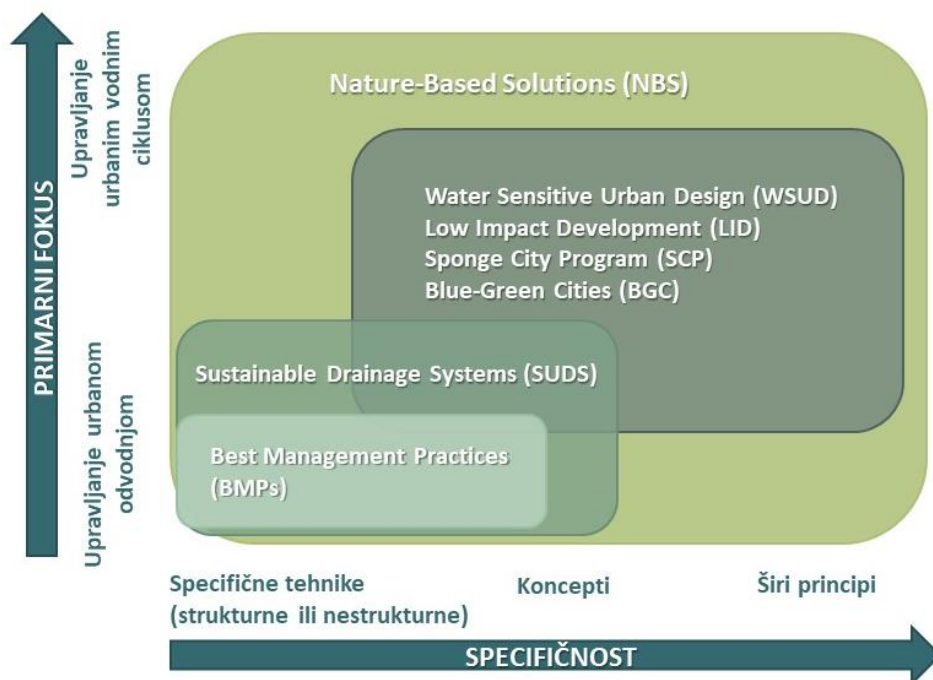 PRIMARNI FOKUS
Upravljanje
urbanim vodnim
ciklusom
Upravljanje urbanom
odvodnjom
Nature-Based Solutions (NBS)
Water Sensitive Urban Design (WSUD)
Low Impact Development (LID)
Sponge City Program (SCP)
Blue-Green Cities (BGC)
Sustainable Drainage Systems (SUDS)
Best Management Practices
(BMPs)
Specifične tehnike
(strukturne ili nestrukturne)
Koncepti
Širi principi
SPECIFIČNOST